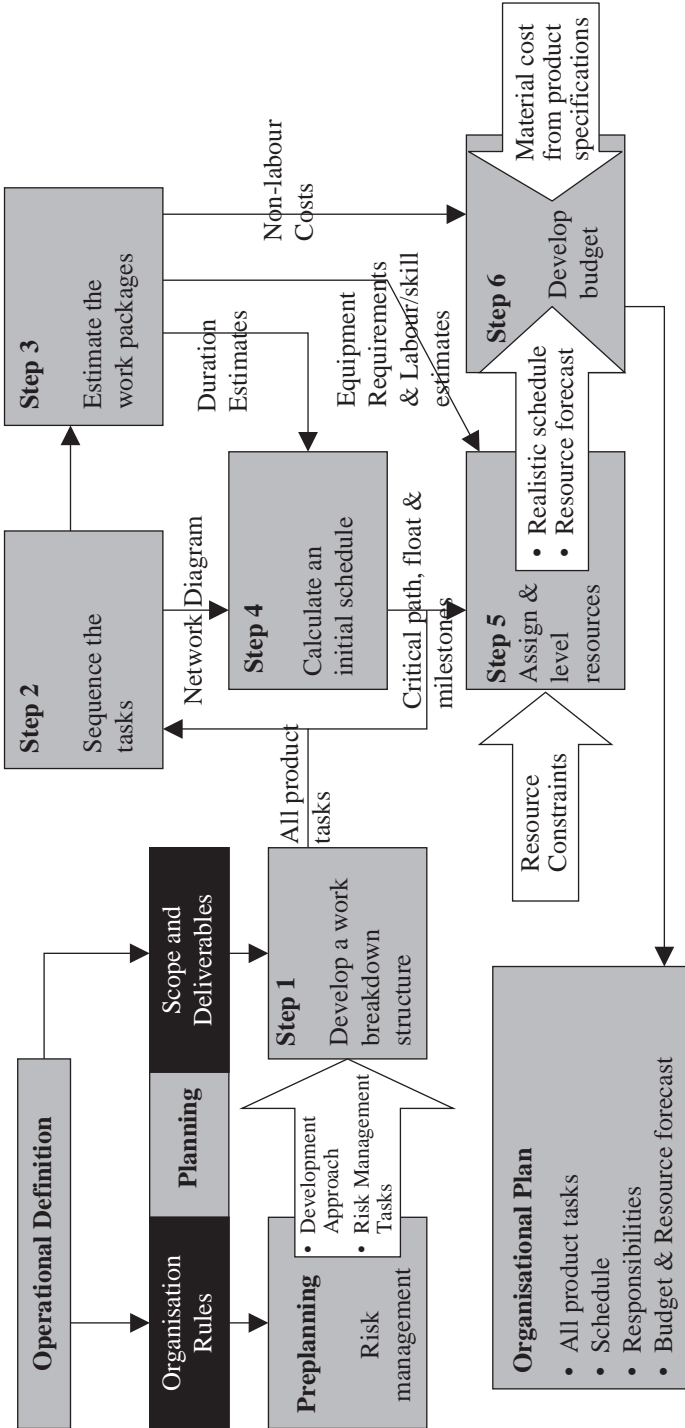 Operational Definition
Organisation
Rules
Planning
Scope and
Deliverables
Preplanning
Risk
management
• Development
Approach
• Risk Management
Tasks
Step 1
Develop a work
breakdown
structure
All product
tasks
Step 2
Sequence the
tasks
Network Diagram
Step 3
Estimate the
work packages
Duration
Estimates
Equipment
Requirements
& Labour/skill
estimates
Non-labour
Costs
Step 4
Calculate an
initial schedule
Critical path, float &
milestones
Resource
Constraints
Step 5
Assign &
level
resources
• Realistic schedule
• Resource forecast
Step 6
Develop
budget
Material cost
from product
specifications
Organisational Plan
• All product tasks
• Schedule
• Responsibilities
• Budget & Resource forecast